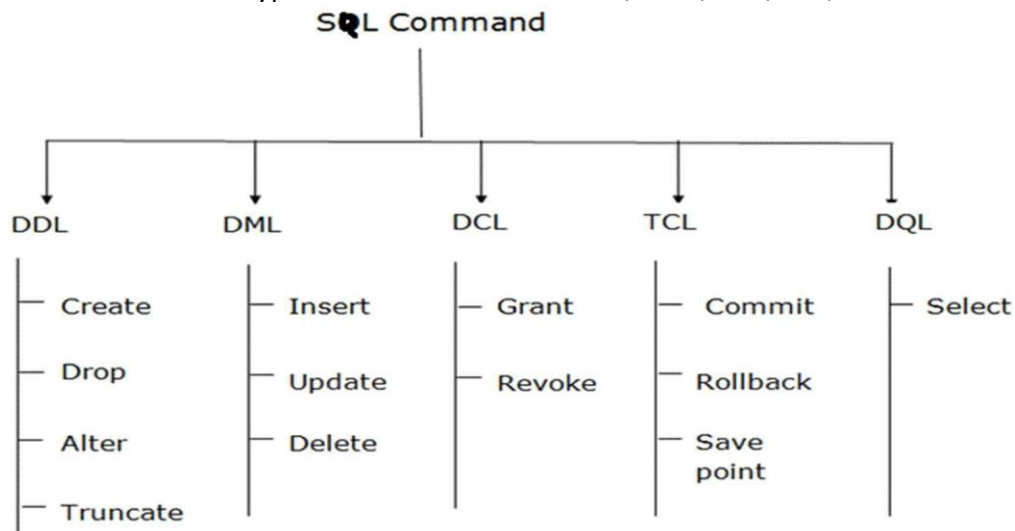 SQL Command
DDL
DML
DCL
TCL
DQL
Create
Drop
Alter
Truncate
Insert
Update
Delete
Grant
Revoke
Commit
Rollback
Save
point
Select